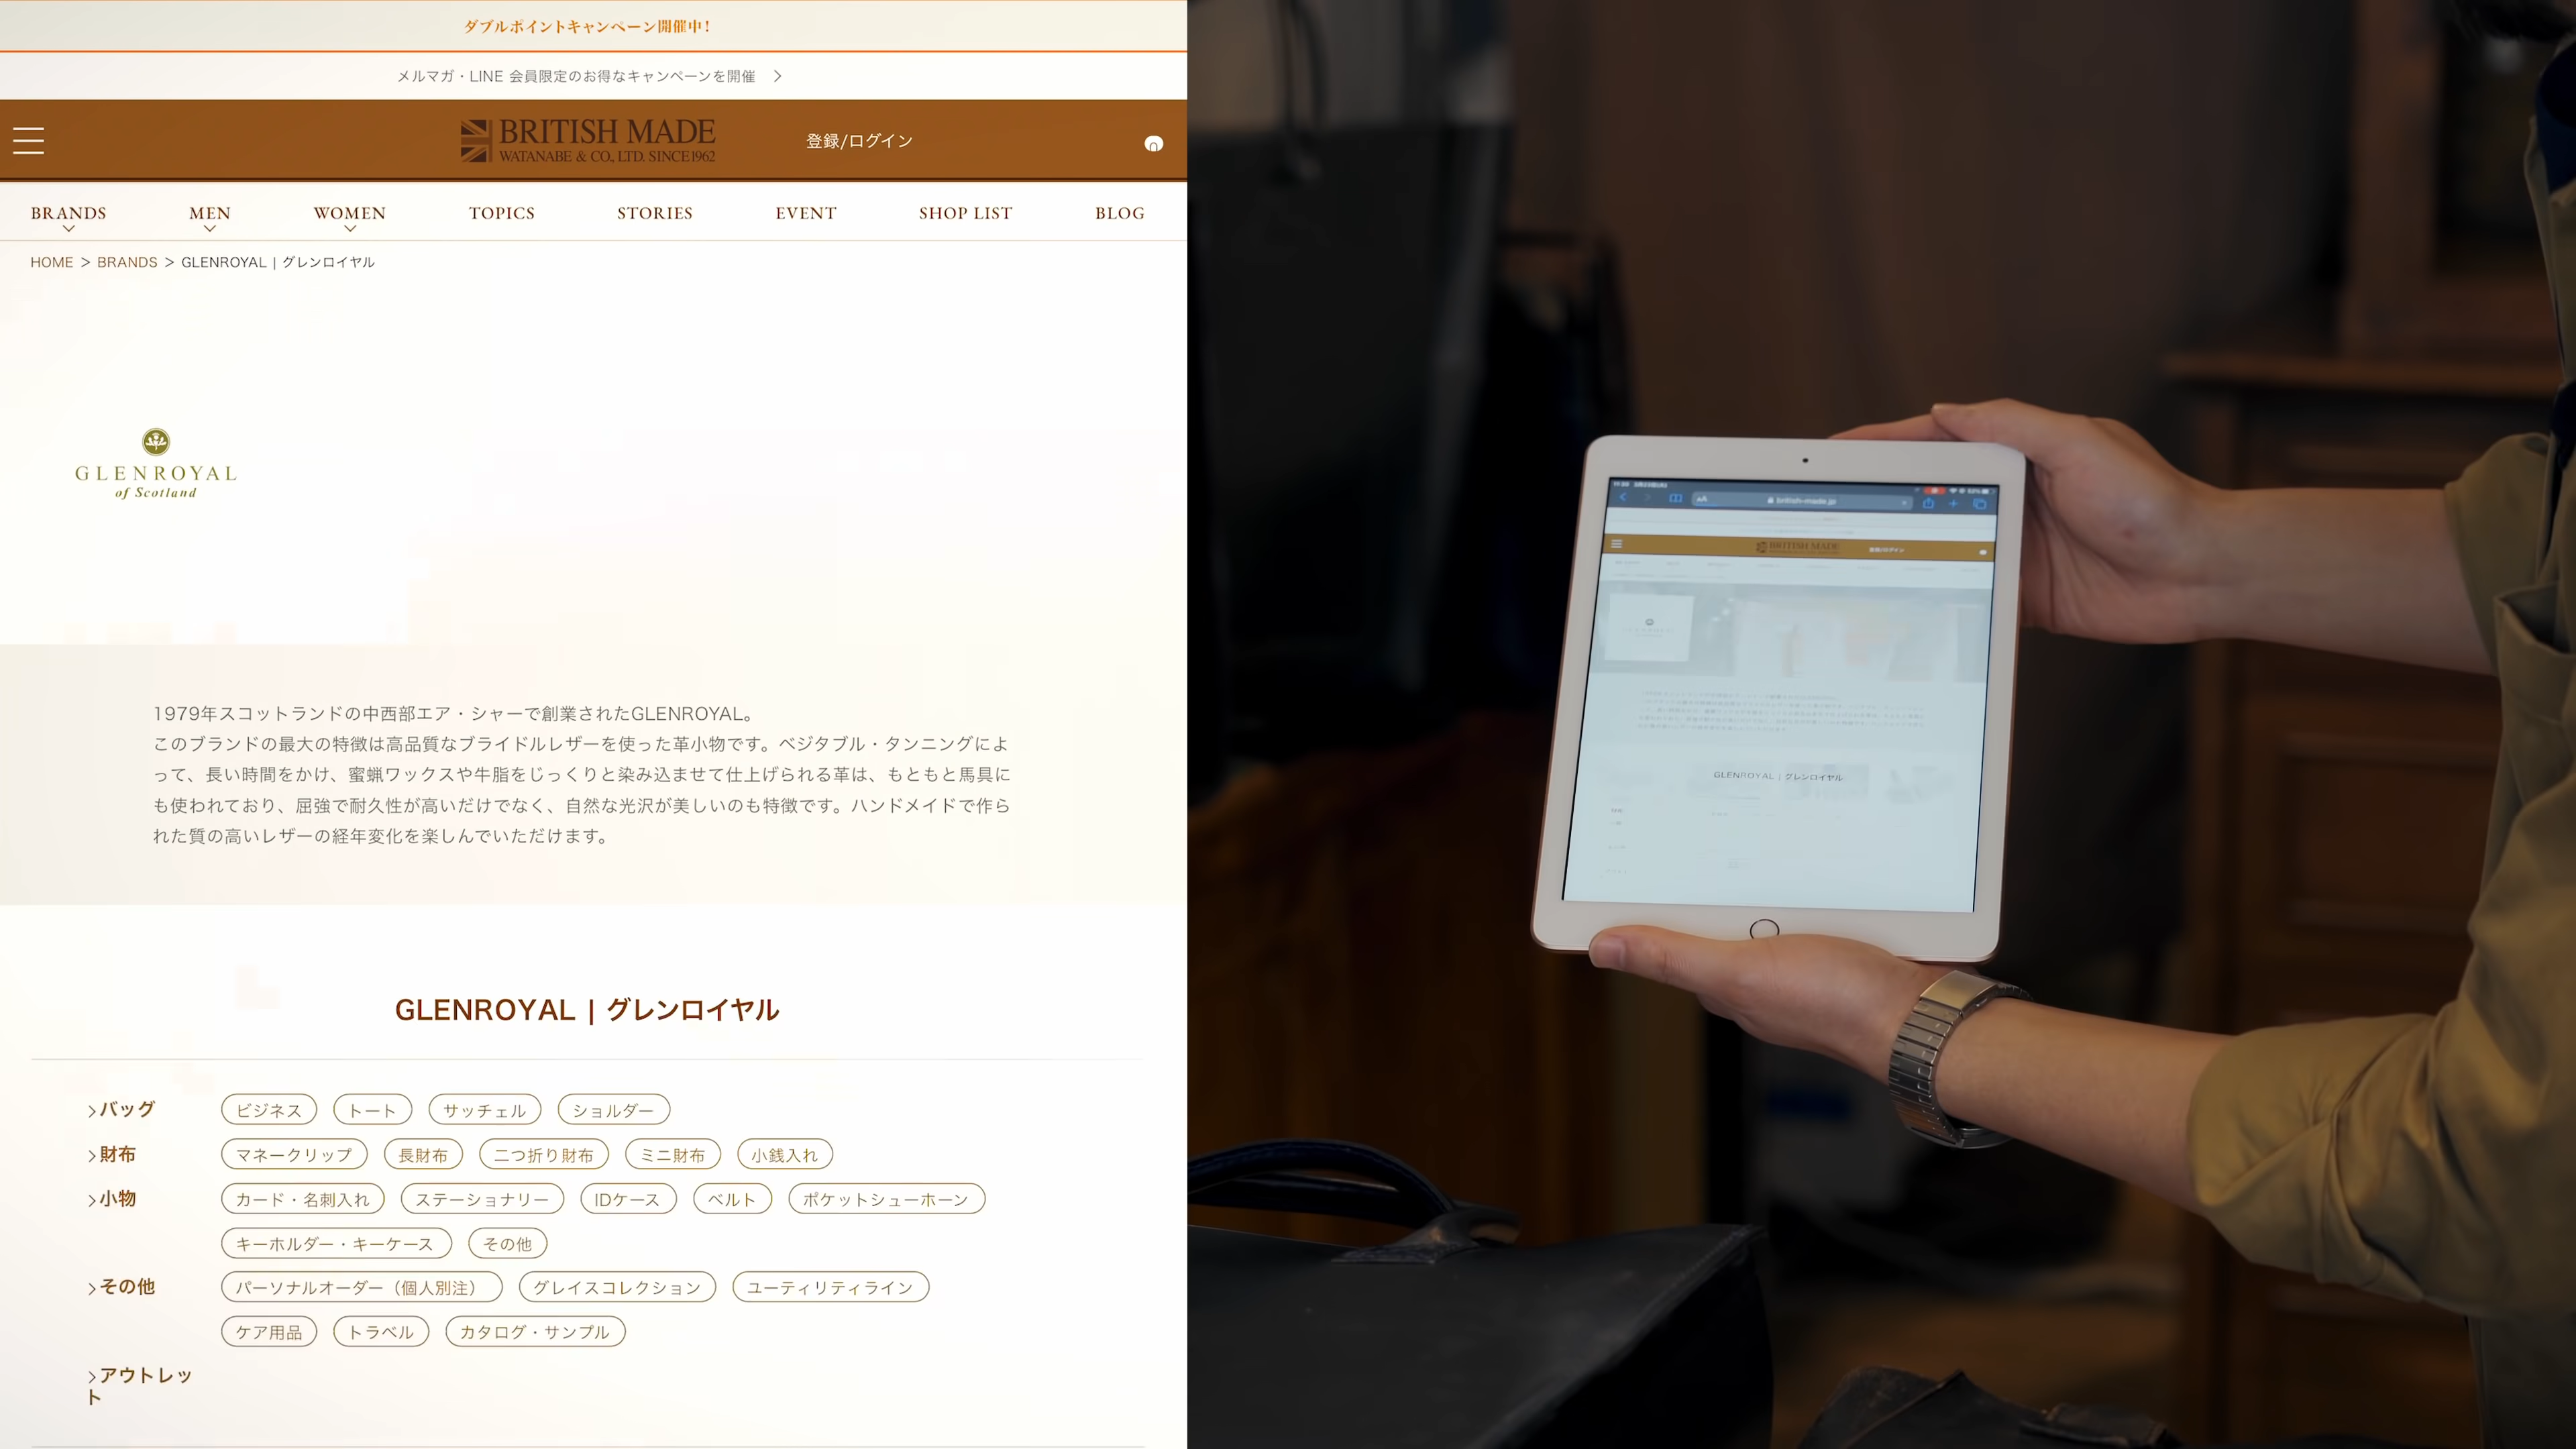 ダブルポイントキャンペーン開催中!
メルマガ・LINE 会員限定のお得なキャンペーンを開催 >
BRITISH MADE
WATANABE & CO., LTD. SINCE 1962
登録/ログイン
BRANDS MEN WOMEN TOPICS STORIES EVENT SHOP LIST BLOG
HOME > BRANDS > GLENROYAL | グレンロイヤル
GLENROYAL
of Scotland
1979年スコットランドの中西部エア・シャーで創業されたGLENROYAL。
このブランドの最大の特徴は高品質なブライドルレザーを使った革小物です。ベジタブル・タンニングによ
って、長い時間をかけ、蜜蝋ワックスや牛脂をじっくりと染み込ませて仕上げられる革は、もともと馬具に
も使われており、屈強で耐久性が高いだけでなく、自然な光沢が美しいのも特徴です。ハンドメイドで作ら
れた質の高いレザーの経年変化を楽しんでいただけます。
GLENROYAL | グレンロイヤル
>バッグ ビジネス トート サッチェル ショルダー
>財布 マネークリップ 長財布 二つ折り財布 ミニ財布 小銭入れ
>小物 カード・名刺入れ ステーショナリー IDケース ベルト ポケットシューホーン
キーホルダー・キーケース その他
>その他 パーソナルオーダー（個人別注） グレイスコレクション ユーティリティライン
ケア用品 トラベル カタログ・サンプル
>アウトレッ
ト
british-made.jp
BRITISH MADE
登録/ログイン
GLENROYAL | グレンロイヤル